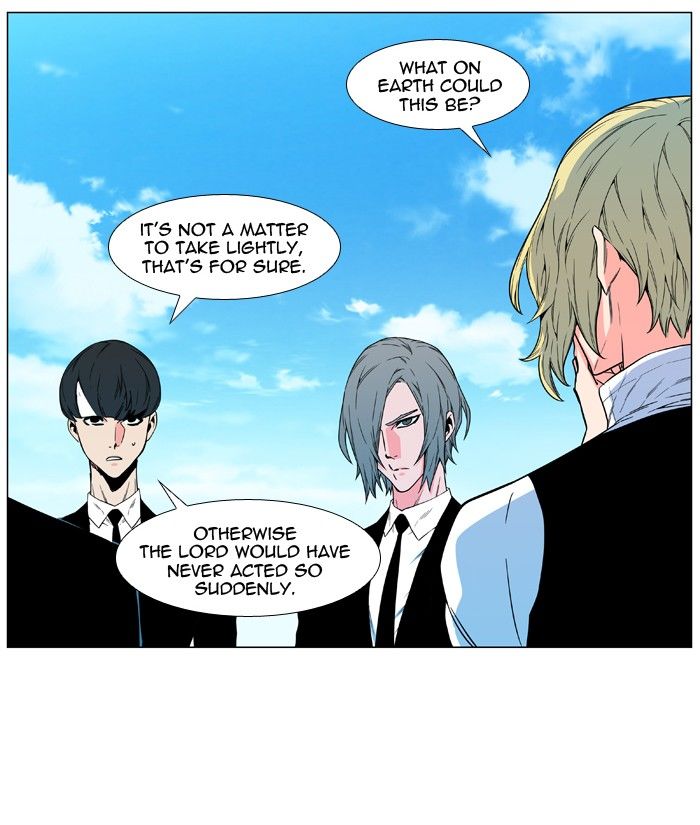 WHAT ON
EARTH COULD
THIS BE?
IT'S NOT A MATTER
TO TAKE LIGHTLY,
THAT'S FOR SURE.
OTHERWISE
THE LORD WOULD HAVE
NEVER ACTED SO
SUDDENLY.